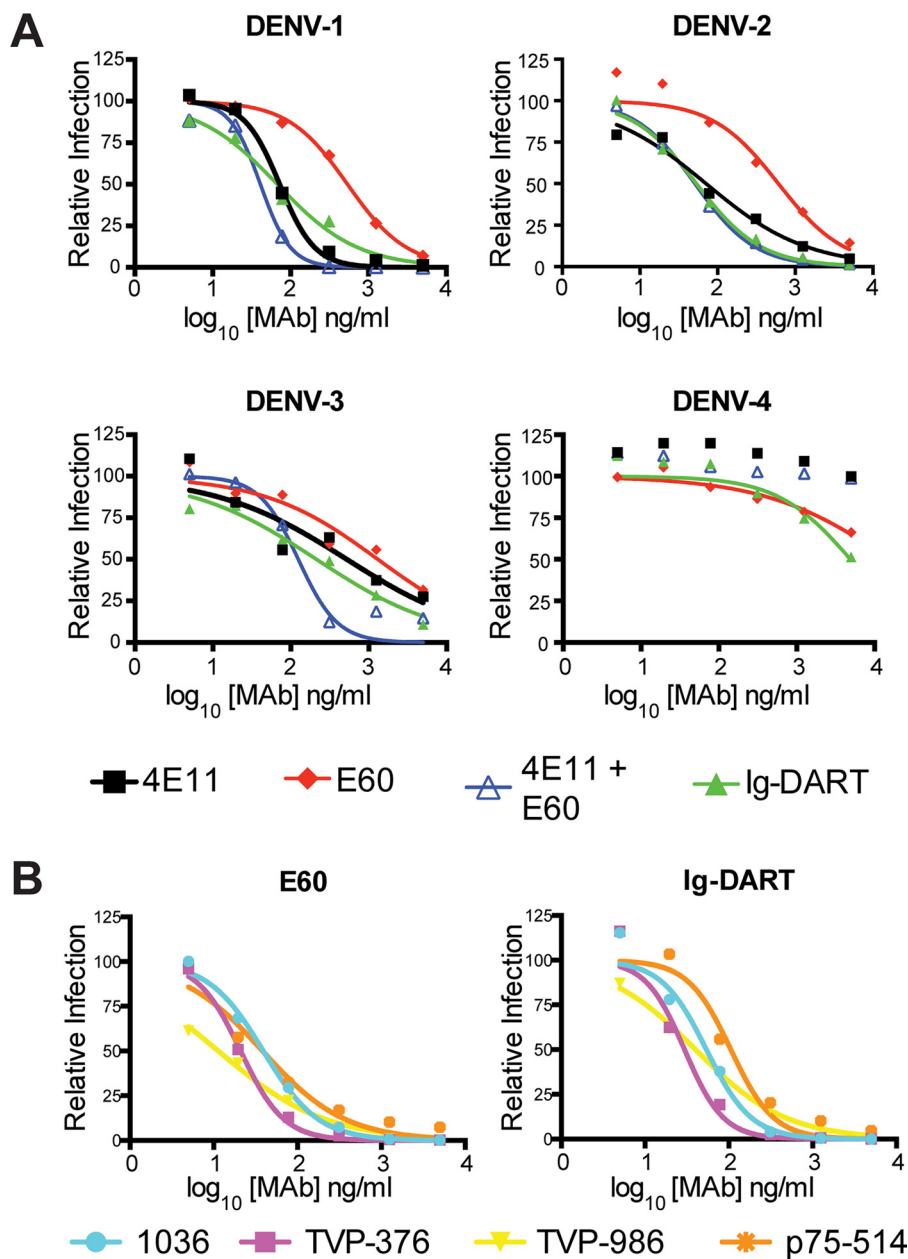 A
DENV-1
DENV-2
125
100
75
50
25
0
Relative Infection
0 1 2 3 4
log10 [MAb] ng/ml
125
100
75
50
25
0
Relative Infection
0 1 2 3 4
log10 [MAb] ng/ml
DENV-3
DENV-4
125
100
75
50
25
0
Relative Infection
0 1 2 3 4
log10 [MAb] ng/ml
125
100
75
50
25
0
Relative Infection
0 1 2 3 4
log10 [MAb] ng/ml
4E11
E60
4E11 +
E60
Ig-DART
B
E60
Ig-DART
125
100
75
50
25
0
Relative Infection
0 1 2 3 4
log10 [MAb] ng/ml
125
100
75
50
25
0
Relative Infection
0 1 2 3 4
log10 [MAb] ng/ml
1036
TVP-376
TVP-986
p75-514